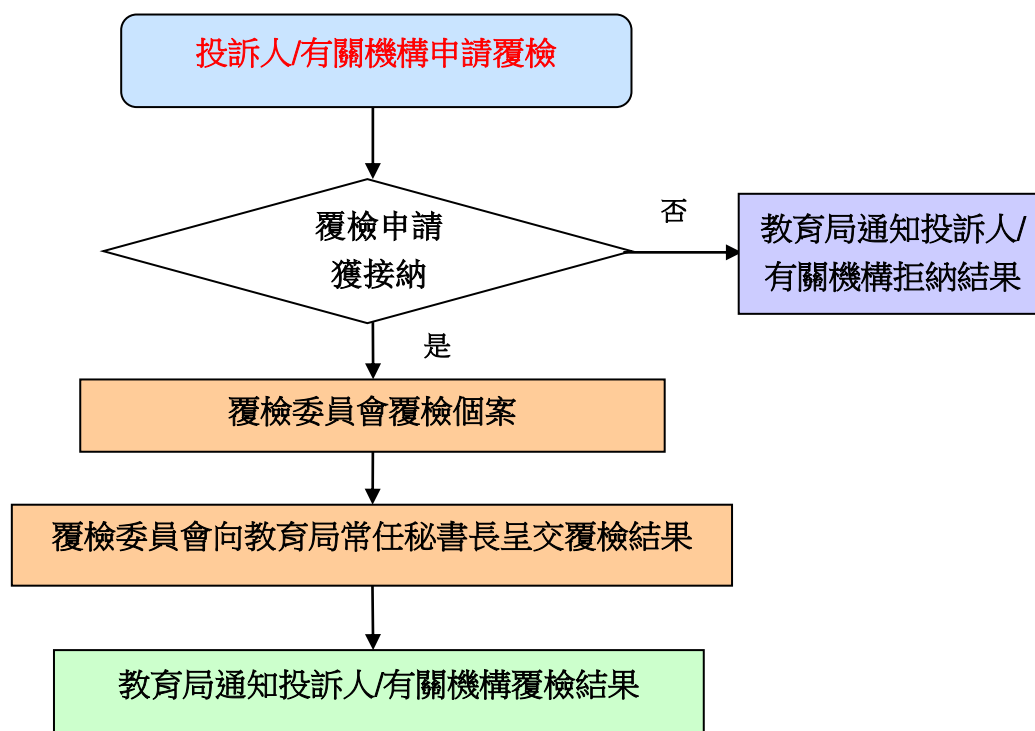 投訴人/有關機構申請覆檢
覆檢申請
獲接納
否
教育局通知投訴人/
有關機構拒納結果
是
覆檢委員會覆檢個案
覆檢委員會向教育局常任秘書長呈交覆檢結果
教育局通知投訴人/有關機構覆檢結果